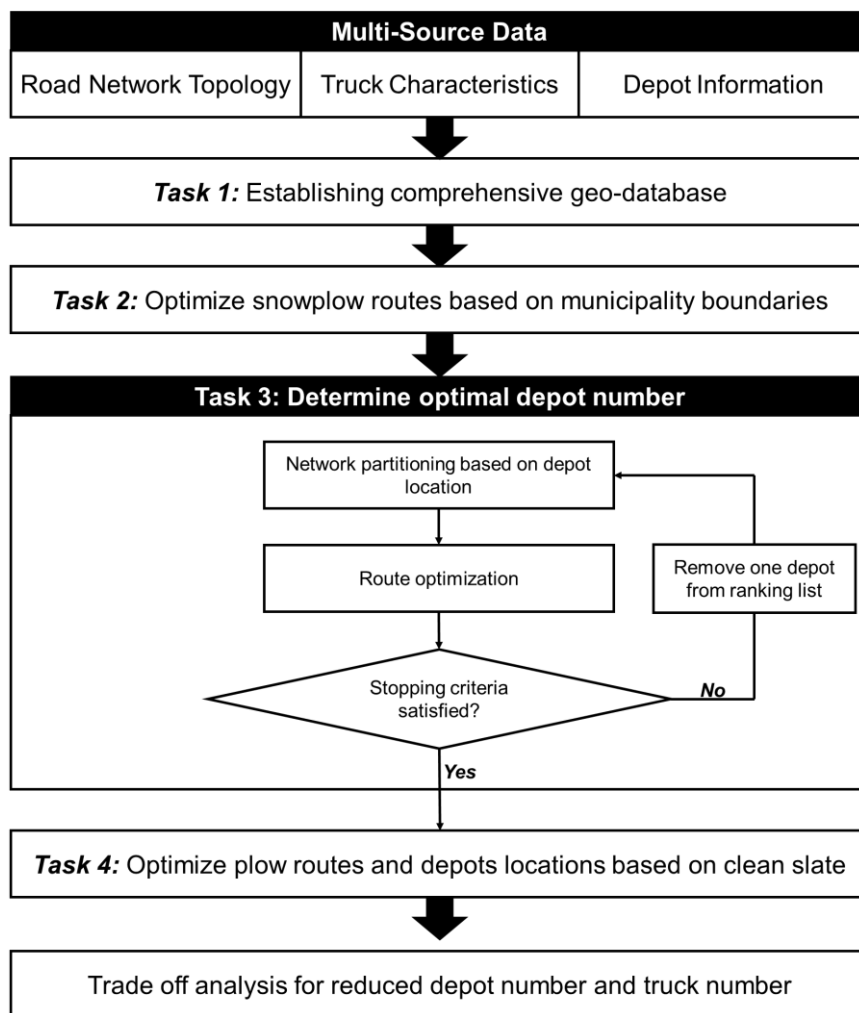 Multi-Source Data
Road Network Topology
Truck Characteristics
Depot Information
Task 1: Establishing comprehensive geo-database
Task 2: Optimize snowplow routes based on municipality boundaries
Task 3: Determine optimal depot number
Network partitioning based on depot
location
Route optimization
Remove one depot
from ranking list
Stopping criteria
satisfied?
No
Yes
Task 4: Optimize plow routes and depots locations based on clean slate
Trade off analysis for reduced depot number and truck number